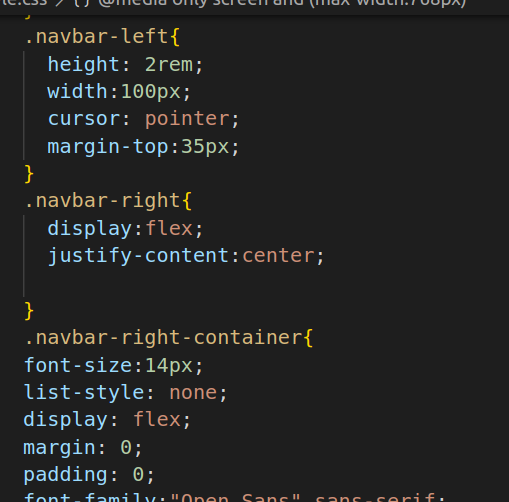 le.css > {} @media only screen and (max-width:768px)
}
.navbar-left{
height: 2rem;
width:100px;
cursor: pointer;
margin-top:35px;
}
.navbar-right{
display:flex;
justify-content:center;
}
.navbar-right-container{
font-size:14px;
list-style: none;
display: flex;
margin: 0;
padding: 0;
font-family:"Open Sans",sans-serif;